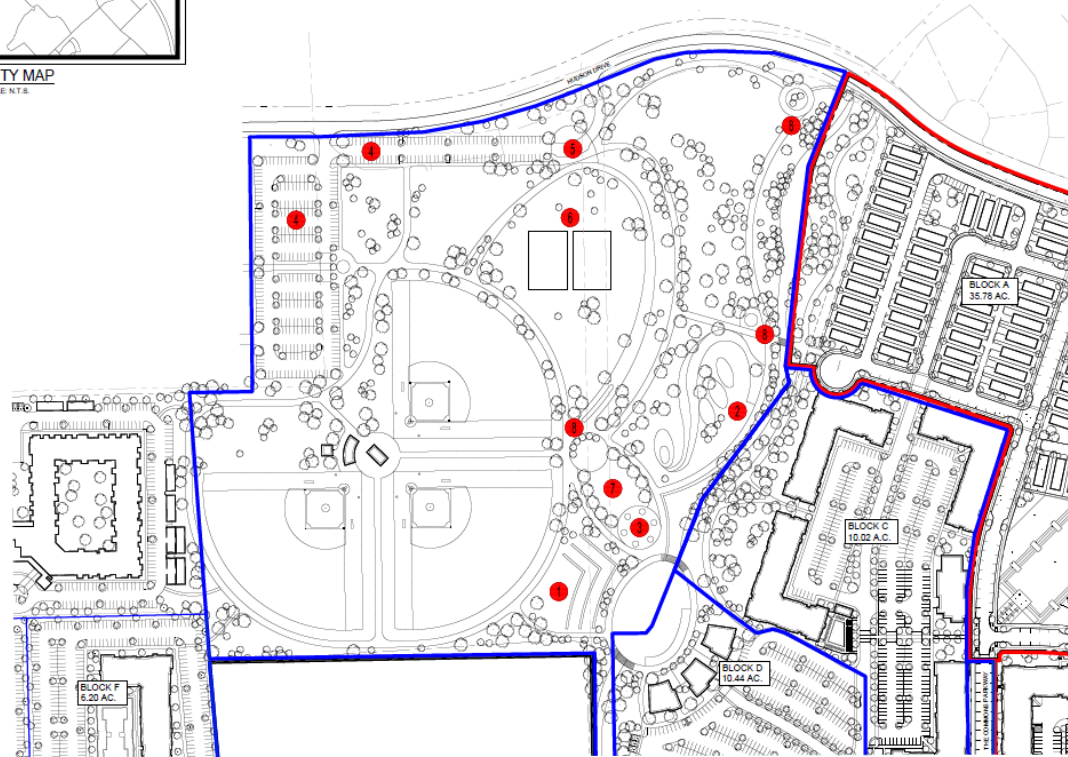 TY MAP
E: N.T.S.
HUDSON DRIVE
8
4
5
4
6
BLOCK A
35.78 AC.
8
2
8
7
3
BLOCK C
10.02 A.C.
1
BLOCK D
10.44 AC.
BLOCK F
6.20 AC.
THE COMMONS PARKWAY